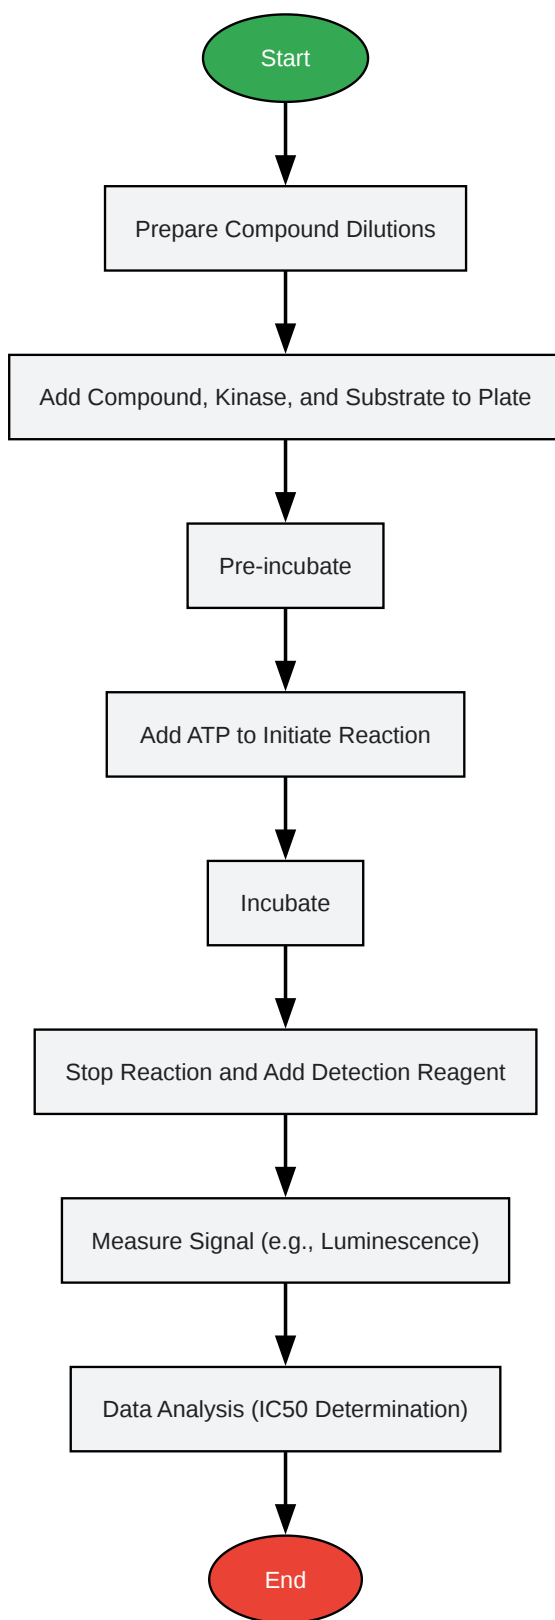 Start
Prepare Compound Dilutions
Add Compound, Kinase, and Substrate to Plate
Pre-incubate
Add ATP to Initiate Reaction
Incubate
Stop Reaction and Add Detection Reagent
Measure Signal (e.g., Luminescence)
Data Analysis (IC50 Determination)
End